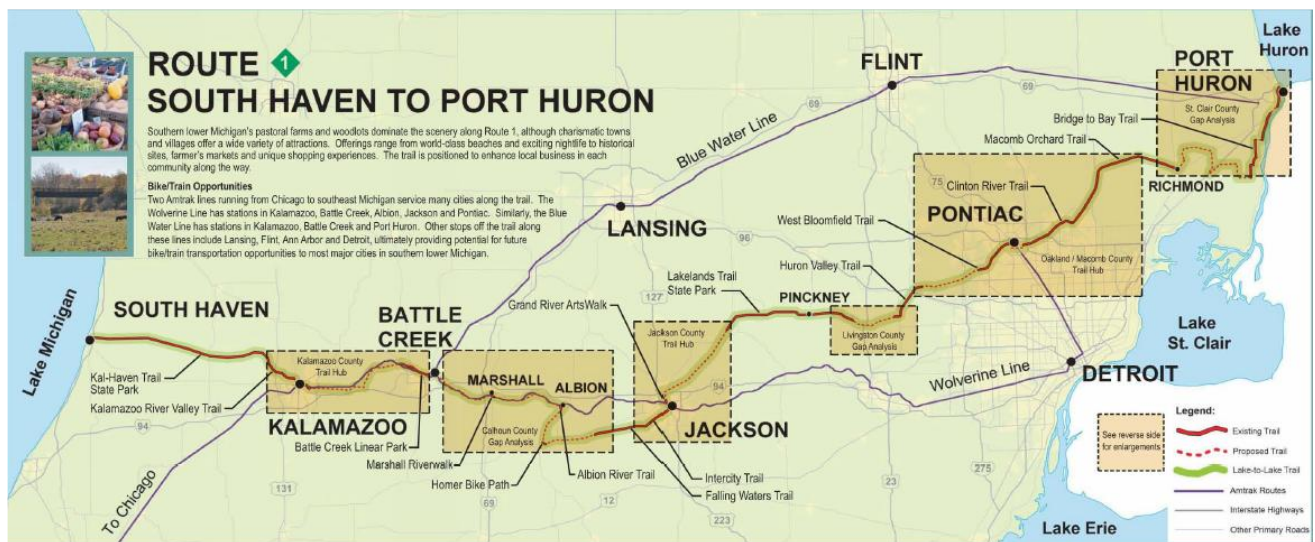 ROUTE 1
SOUTH HAVEN TO PORT HURON
Southern lower Michigan's pastoral farms and woodlots dominate the scenery along Route 1, although charismatic towns
and villages offer a wide variety of attractions. Offerings range from world-class beaches and exciting nightlife to historical
sites, farmer's markets and unique shopping experiences. The trail is positioned to enhance local business in each
community along the way.
Bike/Train Opportunities
Two Amtrak lines running from Chicago to southeast Michigan service many cities along the trail. The
Wolverine Line has stations in Kalamazoo, Battle Creek, Albion, Jackson and Pontiac. Similarly, the Blue
Water Line has stations in Kalamazoo, Battle Creek and Port Huron. Other stops off the trail along
these lines include Lansing, Flint, Ann Arbor and Detroit, ultimately providing potential for future
bike/train transportation opportunities to most major cities in southern lower Michigan.
Lake
Huron
PORT
HURON
St. Clair County
Gap Analysis
FLINT
69
69
Bridge to Bay Trail
Macomb Orchard Trail
Blue Water Line
Clinton River Trail
75
RICHMOND
PONTIAC
West Bloomfield Trail
LANSING
96
Oakland / Macomb County
Trail Hub
Huron Valley Trail
Lakelands Trail
State Park
127
PINCKNEY
Grand River ArtsWalk
Livingston County
Gap Analysis
Jackson County
Trail Hub
Lake Michigan
SOUTH HAVEN
BATTLE
CREEK
Lake
St. Clair
Kal-Haven Trail
State Park
Kalamazoo County
Trail Hub
MARSHALL
ALBION
94
Wolverine Line
DETROIT
Kalamazoo River Valley Trail
94
KALAMAZOO
Calhoun County
Gap Analysis
JACKSON
Battle Creek Linear Park
Marshall Riverwalk
Homer Bike Path
Albion River Trail
Intercity Trail
Falling Waters Trail
To Chicago
131
69
12
223
23
275
Lake Erie
See reverse side
for enlargements
Legend:
Existing Trail
Proposed Trail
Lake-to-Lake Trail
Amtrak Routes
Interstate Highways
Other Primary Roads